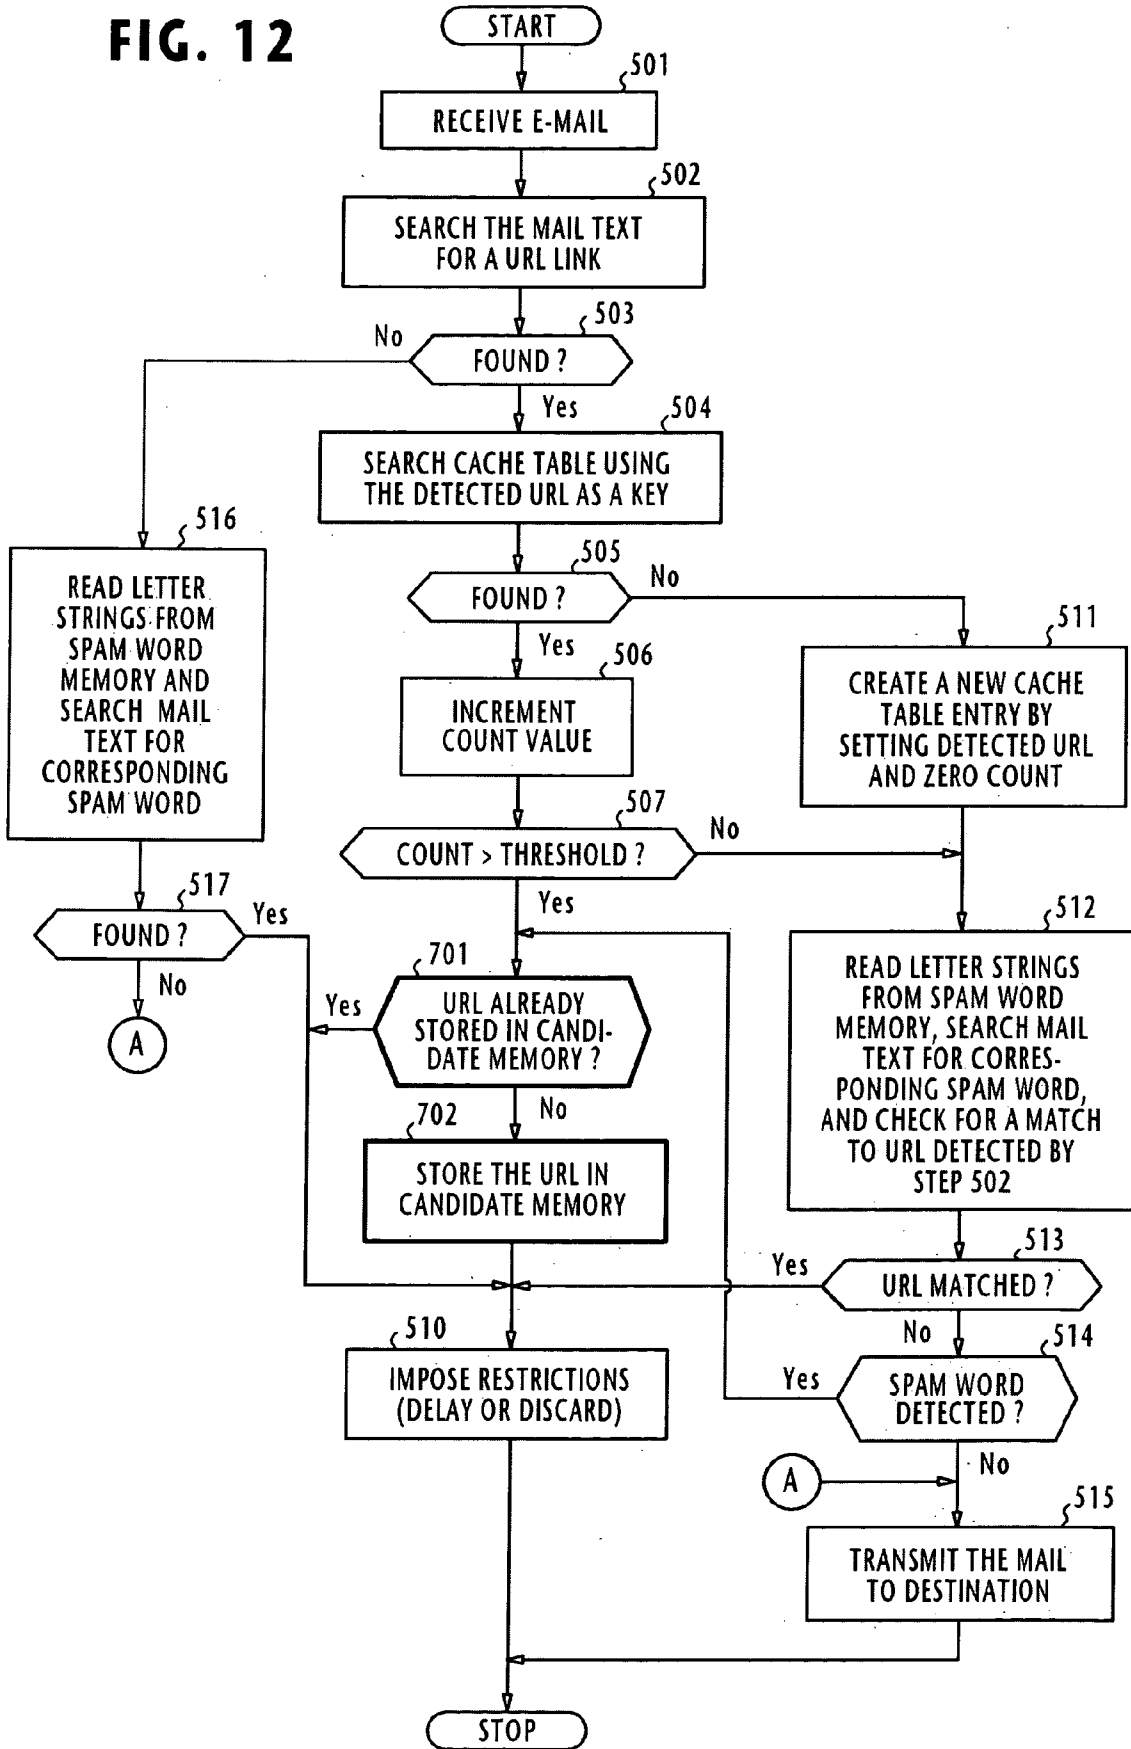 FIG. 12
START
501
RECEIVE E-MAIL
502
SEARCH THE MAIL TEXT
FOR A URL LINK
503
No
FOUND ?
Yes
504
SEARCH CACHE TABLE USING
THE DETECTED URL AS A KEY
516
READ LETTER
STRINGS FROM
SPAM WORD
MEMORY AND
SEARCH MAIL
TEXT FOR
CORRESPONDING
SPAM WORD
505
FOUND ?
No
Yes
506
INCREMENT
COUNT VALUE
511
CREATE A NEW CACHE
TABLE ENTRY BY
SETTING DETECTED URL
AND ZERO COUNT
507
COUNT > THRESHOLD ?
No
Yes
517
FOUND ?
Yes
No
A
512
READ LETTER STRINGS
FROM SPAM WORD
MEMORY, SEARCH MAIL
TEXT FOR CORRES-
PONDING SPAM WORD,
AND CHECK FOR A MATCH
TO URL DETECTED BY
STEP 502
701
Yes
URL ALREADY
STORED IN CANDI-
DATE MEMORY ?
No
702
STORE THE URL IN
CANDIDATE MEMORY
513
Yes
URL MATCHED ?
No
514
Yes
SPAM WORD
DETECTED ?
No
510
IMPOSE RESTRICTIONS
(DELAY OR DISCARD)
A
515
TRANSMIT THE MAIL
TO DESTINATION
STOP